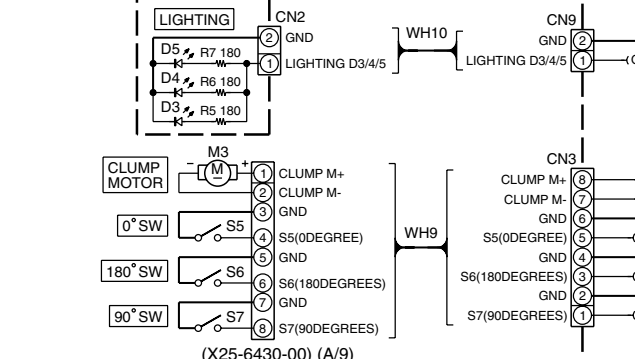 LIGHTING
CN2
2 GND
D5 R7 180
1 LIGHTING D3/4/5
D4 R6 180
D3 R5 180
WH10
CN9
GND 2
LIGHTING D3/4/5 1
CLUMP
MOTOR
M3
- M +
1 CLUMP M+
2 CLUMP M-
3 GND
0°SW S5
4 S5(0DEGREE)
5 GND
180°SW S6
6 S6(180DEGREES)
7 GND
90°SW S7
8 S7(90DEGREES)
(X25-6430-00) (A/9)
WH9
CN3
CLUMP M+ 8
CLUMP M- 7
GND 6
S5(0DEGREE) 5
GND 4
S6(180DEGREES) 3
GND 2
S7(90DEGREES) 1